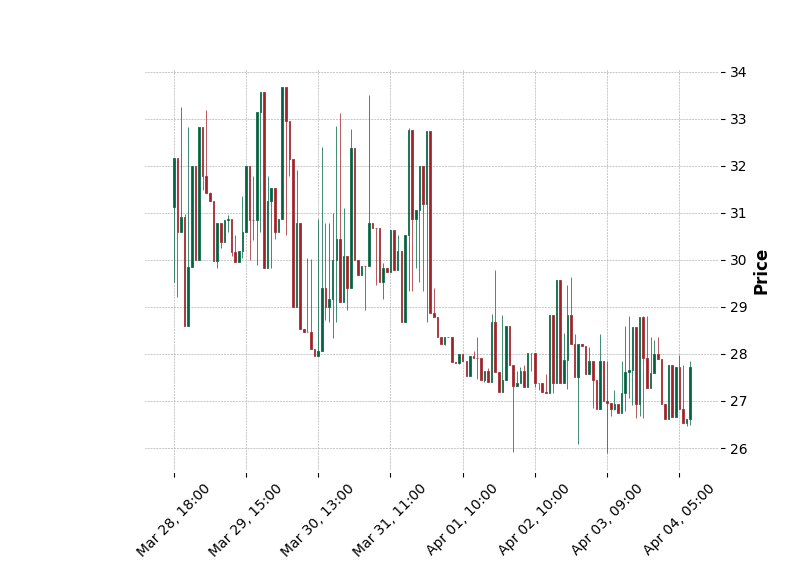 34
33
32
31
30
29
28
27
26
Price
Mar 28, 18:00
Mar 29, 15:00
Mar 30, 13:00
Mar 31, 11:00
Apr 01, 10:00
Apr 02, 10:00
Apr 03, 09:00
Apr 04, 05:00